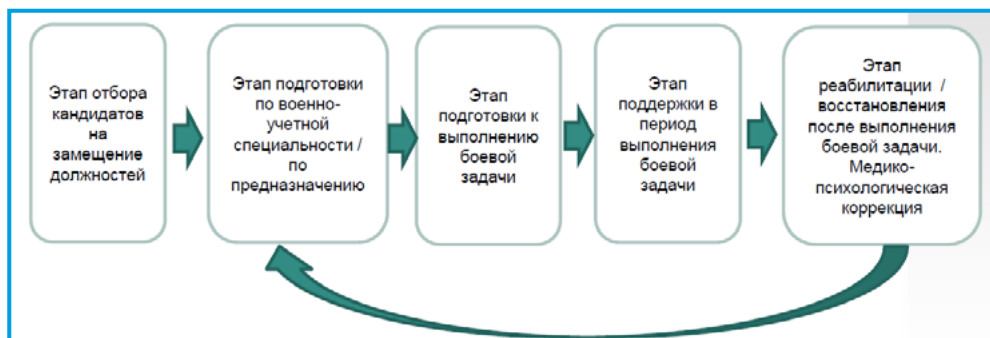 Этап отбора
кандидатов
на
замещение
должностей
Этап подготовки
по военно-
учетной
специальности /
по
предназначению
Этап
подготовки к
выполнению
боевой
задачи
Этап
поддержки в
период
выполнения
боевой
задачи
Этап
реабилитации /
восстановления
после выполнения
боевой задачи.
Медико-
психологическая
коррекция